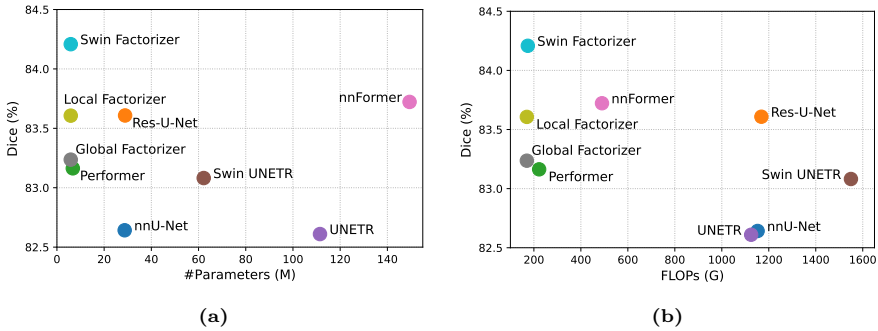 84.5
84.0
83.5
83.0
82.5
Dice (%)
Swin Factorizer
nnFormer
Local Factorizer
Res-U-Net
Global Factorizer
Performer
Swin UNETR
nnU-Net
UNETR
0 20 40 60 80 100 120 140
#Parameters (M)
(a)
84.5
84.0
83.5
83.0
82.5
Dice (%)
Swin Factorizer
nnFormer
Res-U-Net
Local Factorizer
Global Factorizer
Performer
Swin UNETR
UNETR
nnU-Net
200 400 600 800 1000 1200 1400 1600
FLOPs (G)
(b)